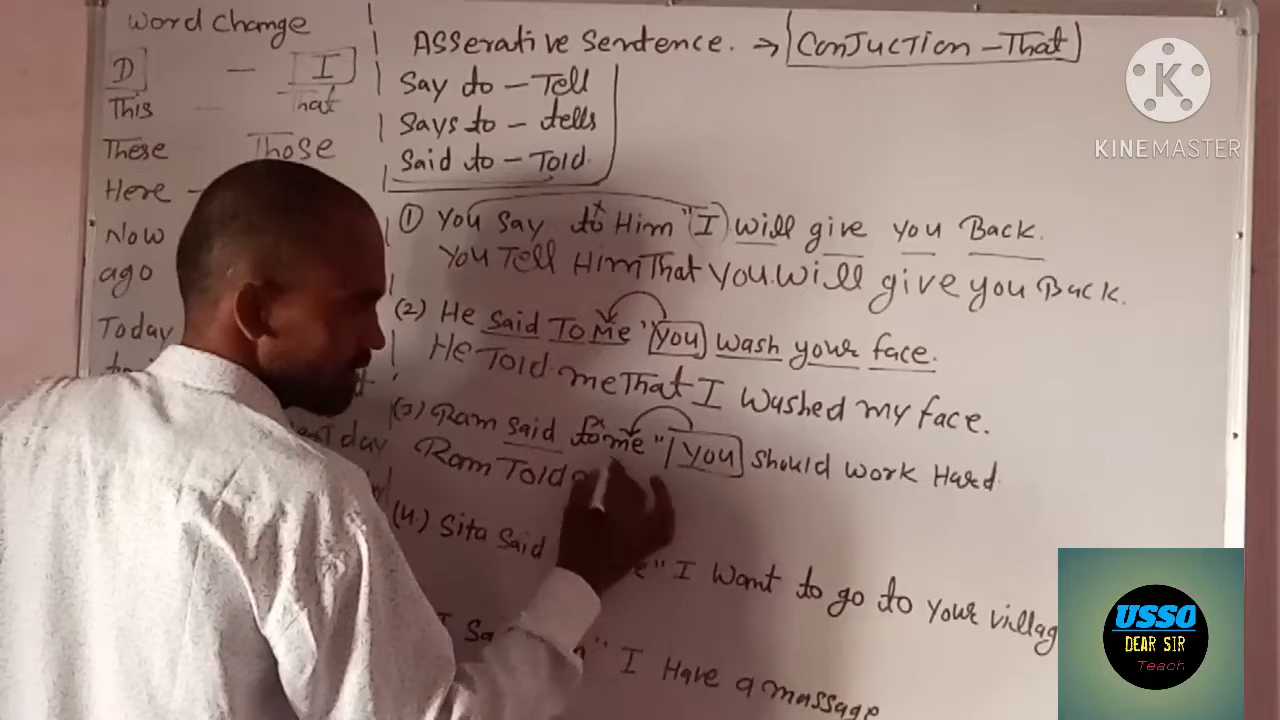 Word Change
D — I
This — That
These Those
Here -
Now
ago
Today
day
Asserative Sentence. → Conjuction - That
Say to - Tell
Says to - tells
Said to - Told.
(1) You Say to Him "I will give you Back.
You Tell Him That you will give you Back.
(2) He said To Me "you wash your face.
He Told me That I washed my face.
(3) Ram said to me "you should work Hard
Ram Told
(4.) Sita Said " I Want to go to your villag
I Sa " I Have a massage
K
KINEMASTER
USSO
DEAR SIR
Teach